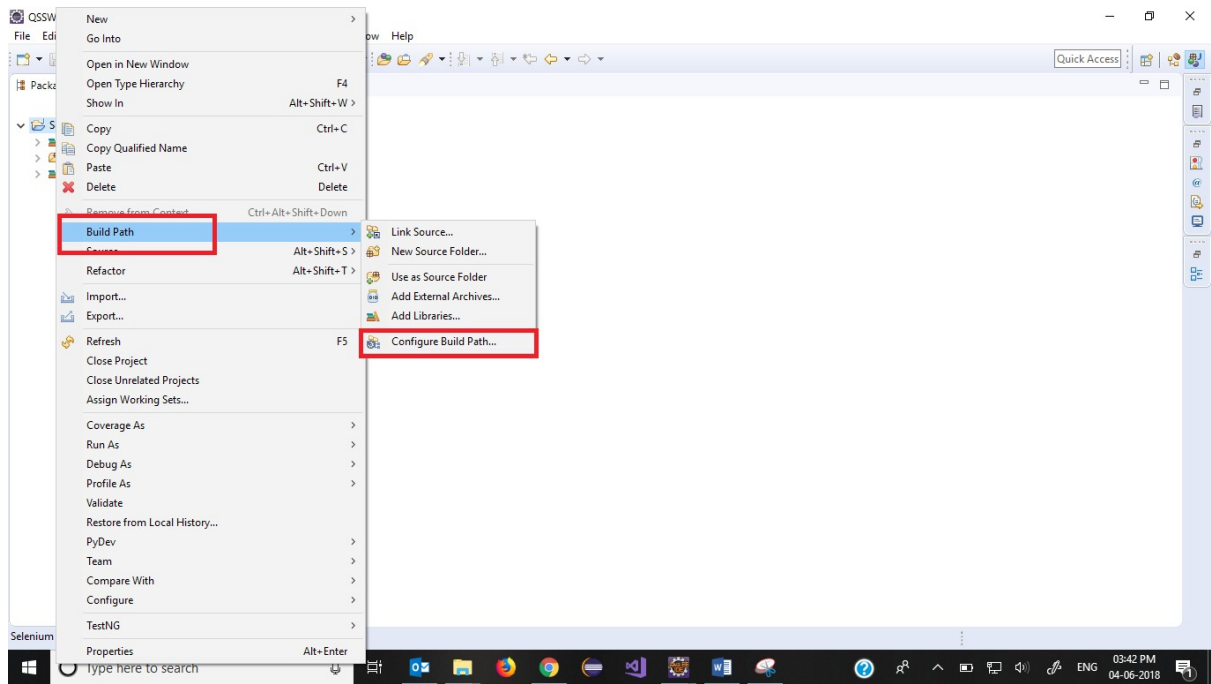 QSSW
File Edi ow Help
Quick Access
Packa
S
New
Go Into
Open in New Window
Open Type Hierarchy F4
Show In Alt+Shift+W >
Copy Ctrl+C
Copy Qualified Name
Paste Ctrl+V
Delete Delete
Remove from Context Ctrl+Alt+Shift+Down
Build Path >
Source Alt+Shift+S >
Refactor Alt+Shift+T >
Import...
Export...
Refresh F5
Close Project
Close Unrelated Projects
Assign Working Sets...
Coverage As >
Run As >
Debug As >
Profile As >
Validate
Restore from Local History...
PyDev >
Team >
Compare With >
Configure >
TestNG >
Properties Alt+Enter
Link Source...
New Source Folder...
Use as Source Folder
Add External Archives...
Add Libraries...
Configure Build Path...
Selenium
Type here to search
ENG
03:42 PM
04-06-2018